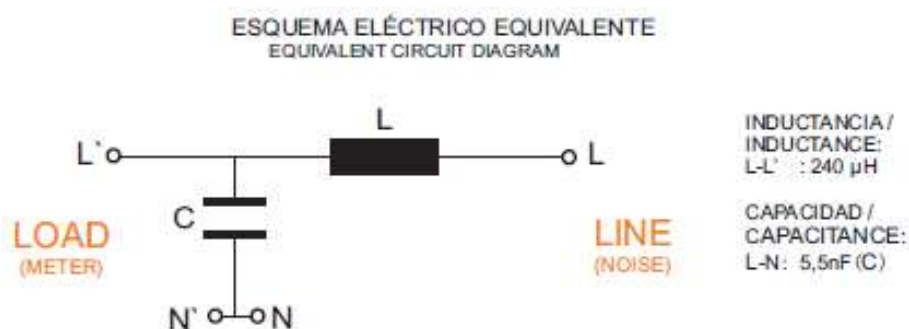 ESQUEMA ELÉCTRICO EQUIVALENTE
EQUIVALENT CIRCUIT DIAGRAM
L
L`
L
C
LOAD
(METER)
LINE
(NOISE)
N`
N
INDUCTANCIA /
INDUCTANCE:
L-L` : 240 µH
CAPACIDAD /
CAPACITANCE:
L-N: 5,5nF (C)